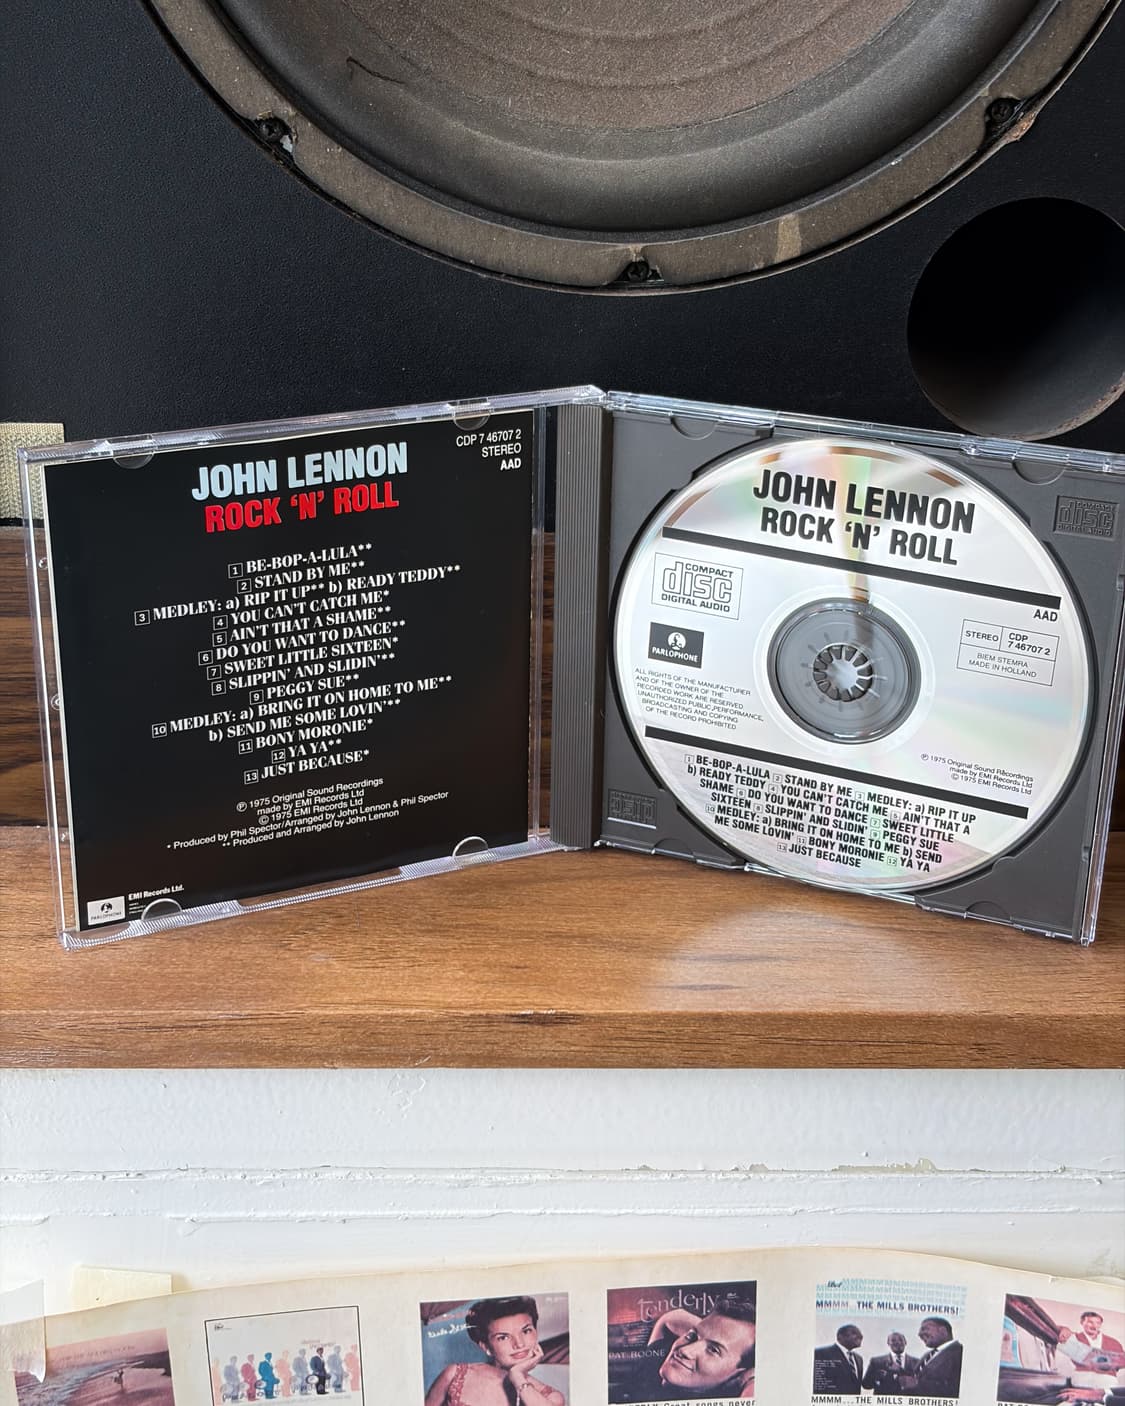 CDP 7 46707 2
STEREO
AAD
JOHN LENNON
ROCK ‘N’ ROLL
1 BE-BOP-A-LULA**
2 STAND BY ME**
3 MEDLEY: a) RIP IT UP** b) READY TEDDY**
4 YOU CAN'T CATCH ME*
5 AIN'T THAT A SHAME**
6 DO YOU WANT TO DANCE**
7 SWEET LITTLE SIXTEEN*
8 SLIPPIN' AND SLIDIN'**
9 PEGGY SUE**
10 MEDLEY: a) BRING IT ON HOME TO ME**
b) SEND ME SOME LOVIN'**
11 BONY MORONIE*
12 YA YA**
13 JUST BECAUSE*
℗ 1975 Original Sound Recordings
made by EMI Records Ltd
© 1975 EMI Records Ltd
* Produced by Phil Spector/Arranged by John Lennon & Phil Spector
** Produced and Arranged by John Lennon
PARLOPHONE
EMI Records Ltd.
JOHN LENNON
ROCK ‘N’ ROLL
COMPACT
disc
DIGITAL AUDIO
AAD
STEREO CDP
7 46707 2
BIEM STEMRA
MADE IN HOLLAND
PARLOPHONE
ALL RIGHTS OF THE MANUFACTURER
AND OF THE OWNER OF THE
RECORDED WORK ARE RESERVED
UNAUTHORIZED PUBLIC PERFORMANCE,
BROADCASTING AND COPYING
OF THE RECORD PROHIBITED
℗ 1975 Original Sound Recordings
made by EMI Records Ltd
© 1975 EMI Records Ltd
1 BE-BOP-A-LULA 2 STAND BY ME 3 MEDLEY: a) RIP IT UP
b) READY TEDDY 4 YOU CAN'T CATCH ME 5 AIN'T THAT A
SHAME 6 DO YOU WANT TO DANCE 7 SWEET LITTLE
SIXTEEN 8 SLIPPIN' AND SLIDIN' 9 PEGGY SUE
10 MEDLEY: a) BRING IT ON HOME TO ME b) SEND
ME SOME LOVIN' 11 BONY MORONIE 12 YA YA
13 JUST BECAUSE
COMPACT
disc
DIGITAL AUDIO
tenderly
PAT BOONE
MMMM...THE MILLS BROTHERS!
MMMM...THE MILLS BROTHERS!
Great songs never